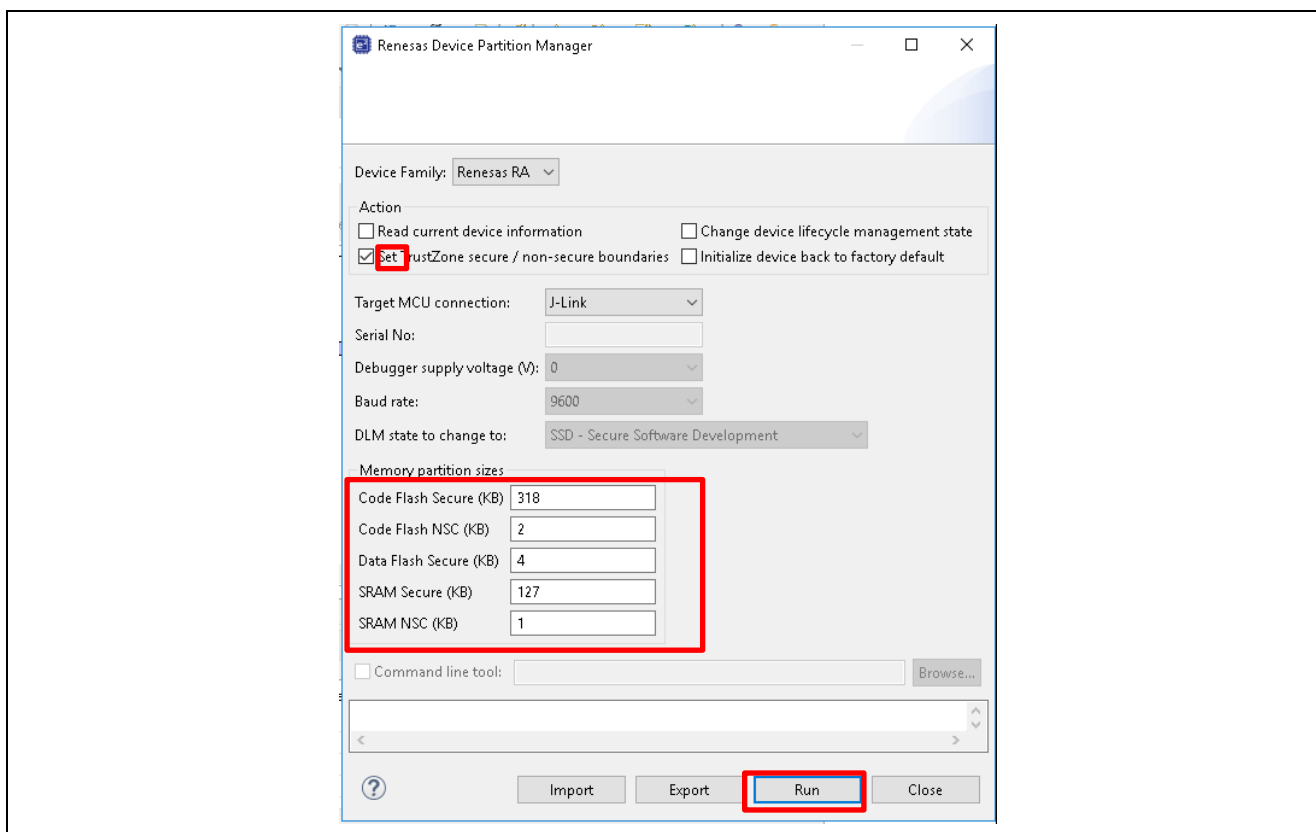 Renesas Device Partition Manager
Device Family: Renesas RA
Action
Read current device information
Change device lifecycle management state
Set TrustZone secure / non-secure boundaries
Initialize device back to factory default
Target MCU connection: J-Link
Serial No:
Debugger supply voltage (V): 0
Baud rate: 9600
DLM state to change to: SSD - Secure Software Development
Memory partition sizes
Code Flash Secure (KB) 318
Code Flash NSC (KB) 2
Data Flash Secure (KB) 4
SRAM Secure (KB) 127
SRAM NSC (KB) 1
Command line tool: Browse...
Import Export Run Close